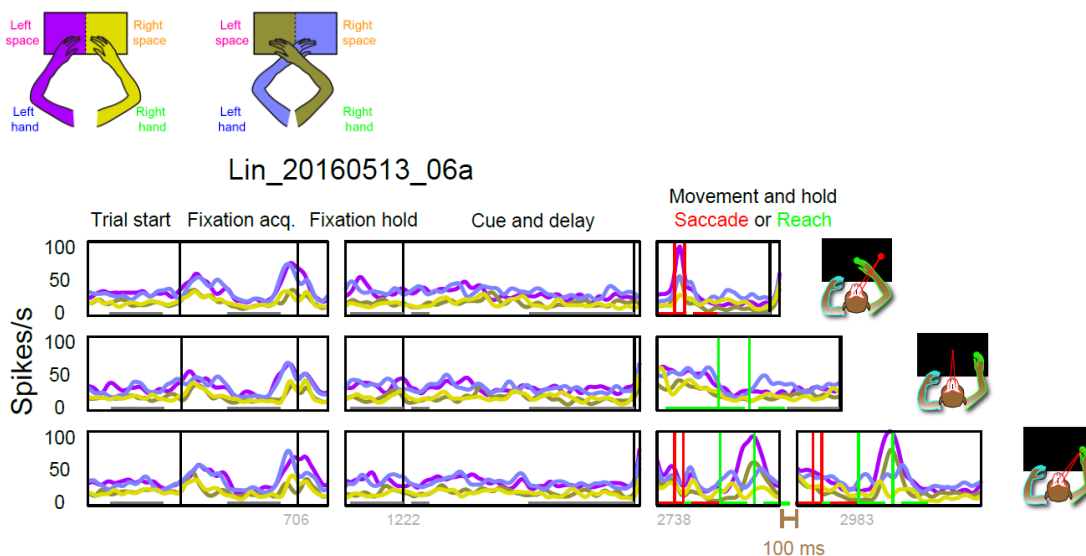 Left space
Right space
Left space
Right space
Left hand
Right hand
Left hand
Right hand
Lin_20160513_06a
Movement and hold
Trial start Fixation acq. Fixation hold Cue and delay Saccade or Reach
Spikes/s
100
50
0
100
50
0
100
50
0
706 1222 2738 2983
100 ms